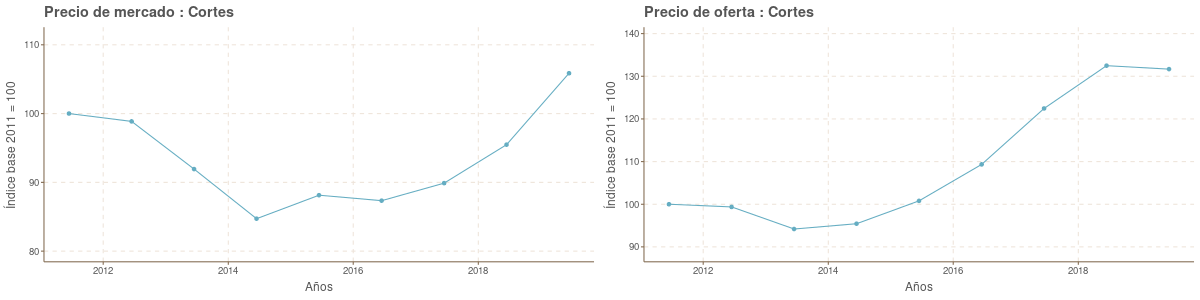 Precio de mercado : Cortes
110
100
90
80
Índice base 2011 = 100
2012 2014 2016 2018
Años
Precio de oferta : Cortes
140
130
120
110
100
90
Índice base 2011 = 100
2012 2014 2016 2018
Años